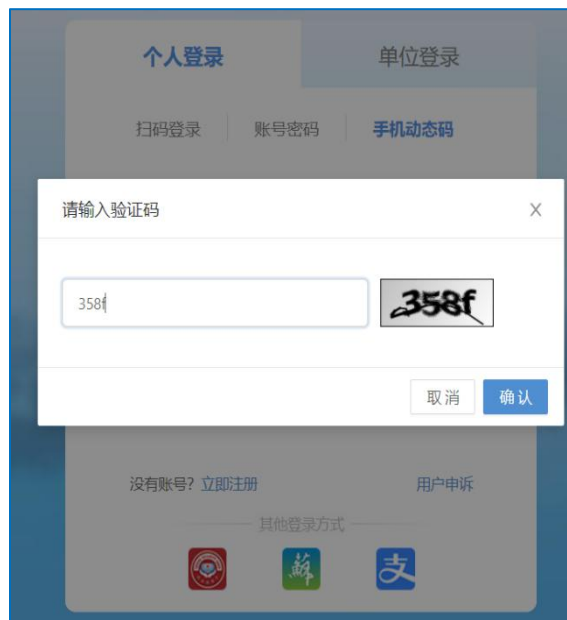 个人登录 单位登录
扫码登录 账号密码 手机动态码
请输入验证码 X
358f 358f
取消 确认
没有账号? 立即注册 用户申诉
其他登录方式
蘇 支